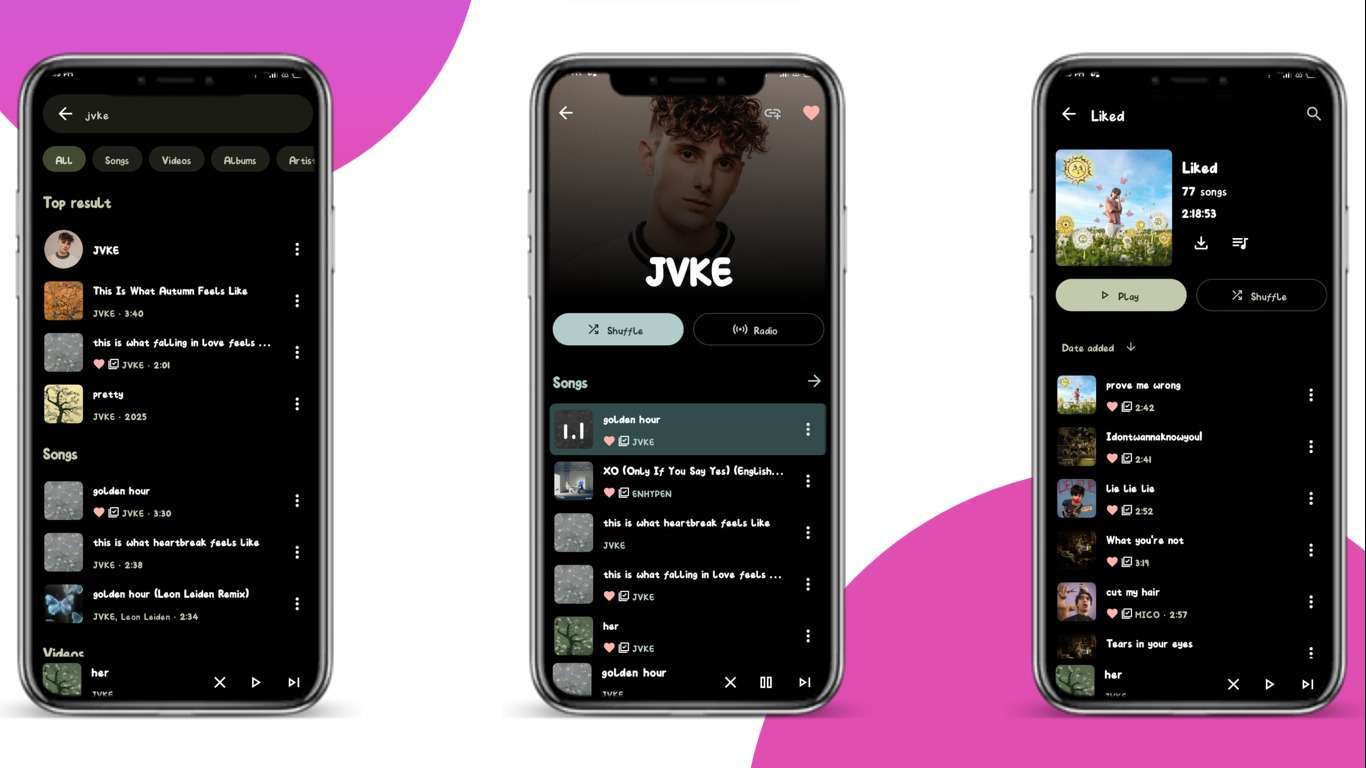 jvke
ALL
Songs
Videos
Albums
Top result
JVKE
This Is What Autumn Feels Like
JVKE · 3:40
this is what falling in love feels ...
JVKE · 2:01
pretty
JVKE · 2025
Songs
golden hour
JVKE · 3:30
this is what heartbreak feels like
JVKE · 2:38
golden hour (Leon Leiden Remix)
JVKE, Leon Leiden · 2:34
Videos
her
JVKE
JVKE
Shuffle
Radio
Songs
golden hour
JVKE
XO (Only If You Say Yes) (English...
ENHYPEN
this is what heartbreak feels like
JVKE
this is what falling in love feels ...
JVKE
her
JVKE
golden hour
JVKE
Liked
Liked
77 songs
2:18:53
Play
Shuffle
Date added
prove me wrong
2:42
Idontwannaknowyou!
2:41
lie lie lie
2:52
What you're not
3:19
cut my hair
MICO · 2:57
Tears in your eyes
her
JVKE